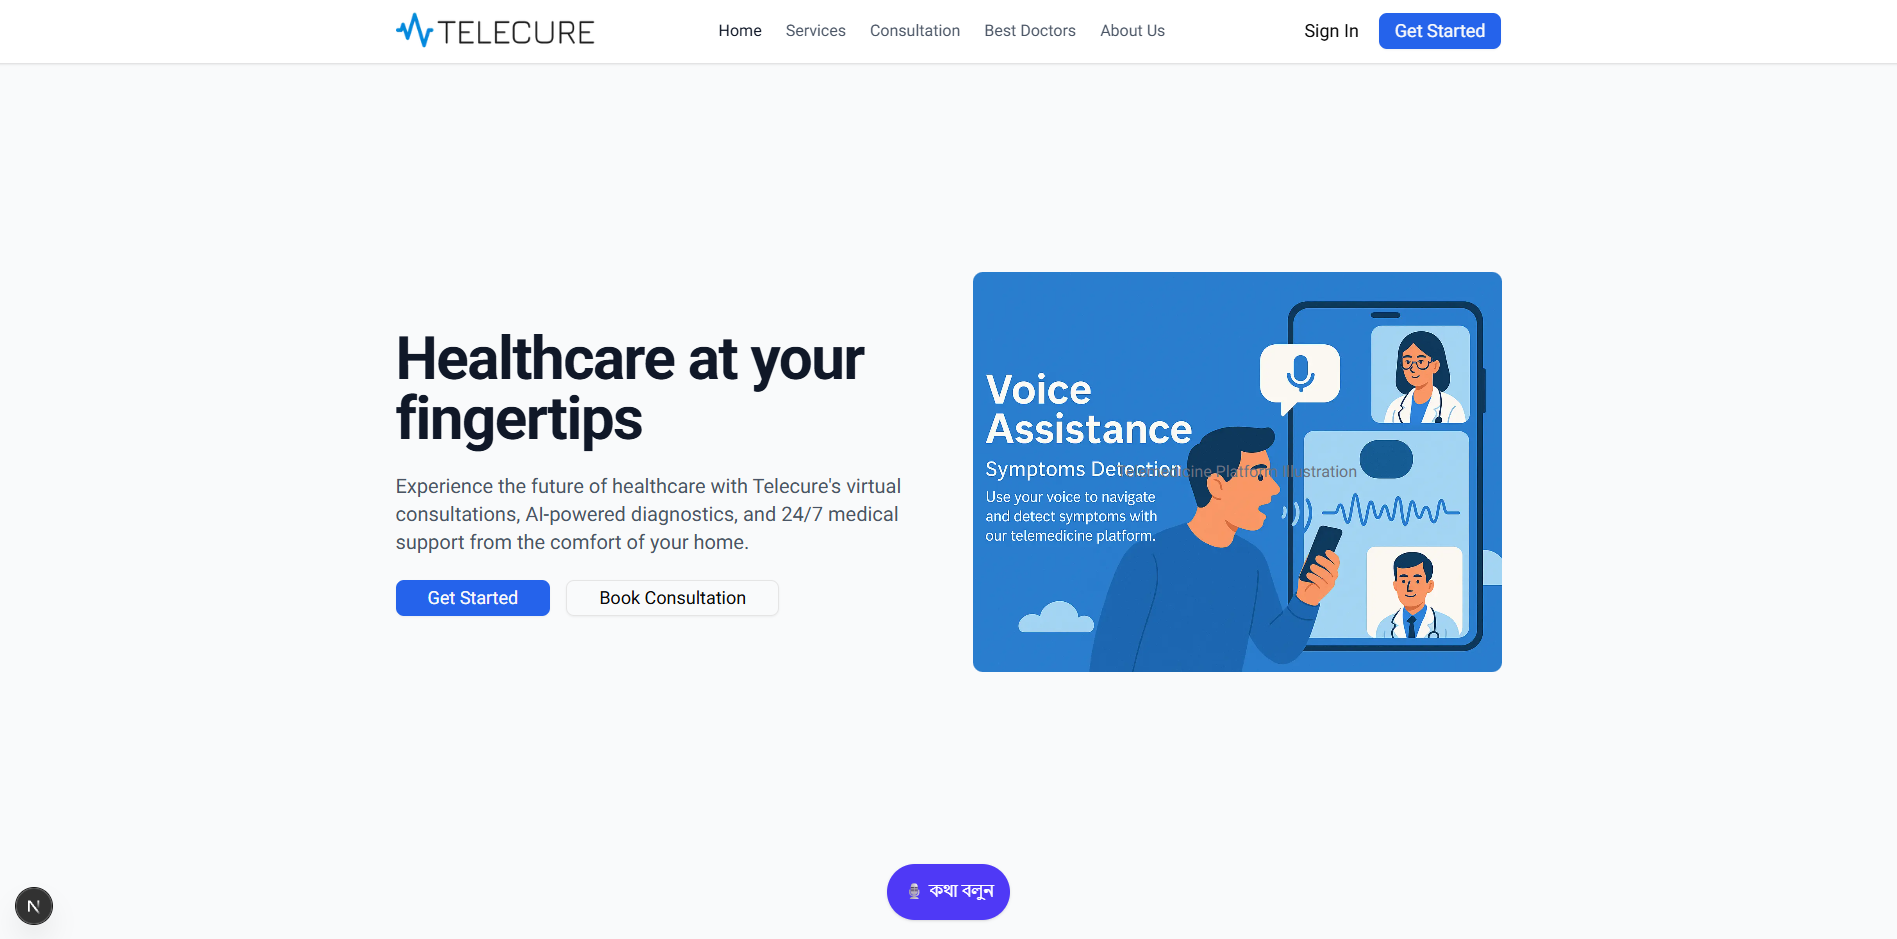 TELECURE
Home
Services
Consultation
Best Doctors
About Us
Sign In
Get Started
Healthcare at your
fingertips
Experience the future of healthcare with Telecure's virtual
consultations, AI-powered diagnostics, and 24/7 medical
support from the comfort of your home.
Get Started
Book Consultation
Voice
Assistance
Symptoms Detection
Telemedicine Platform Illustration
Use your voice to navigate
and detect symptoms with
our telemedicine platform.
কথা বলুন
N